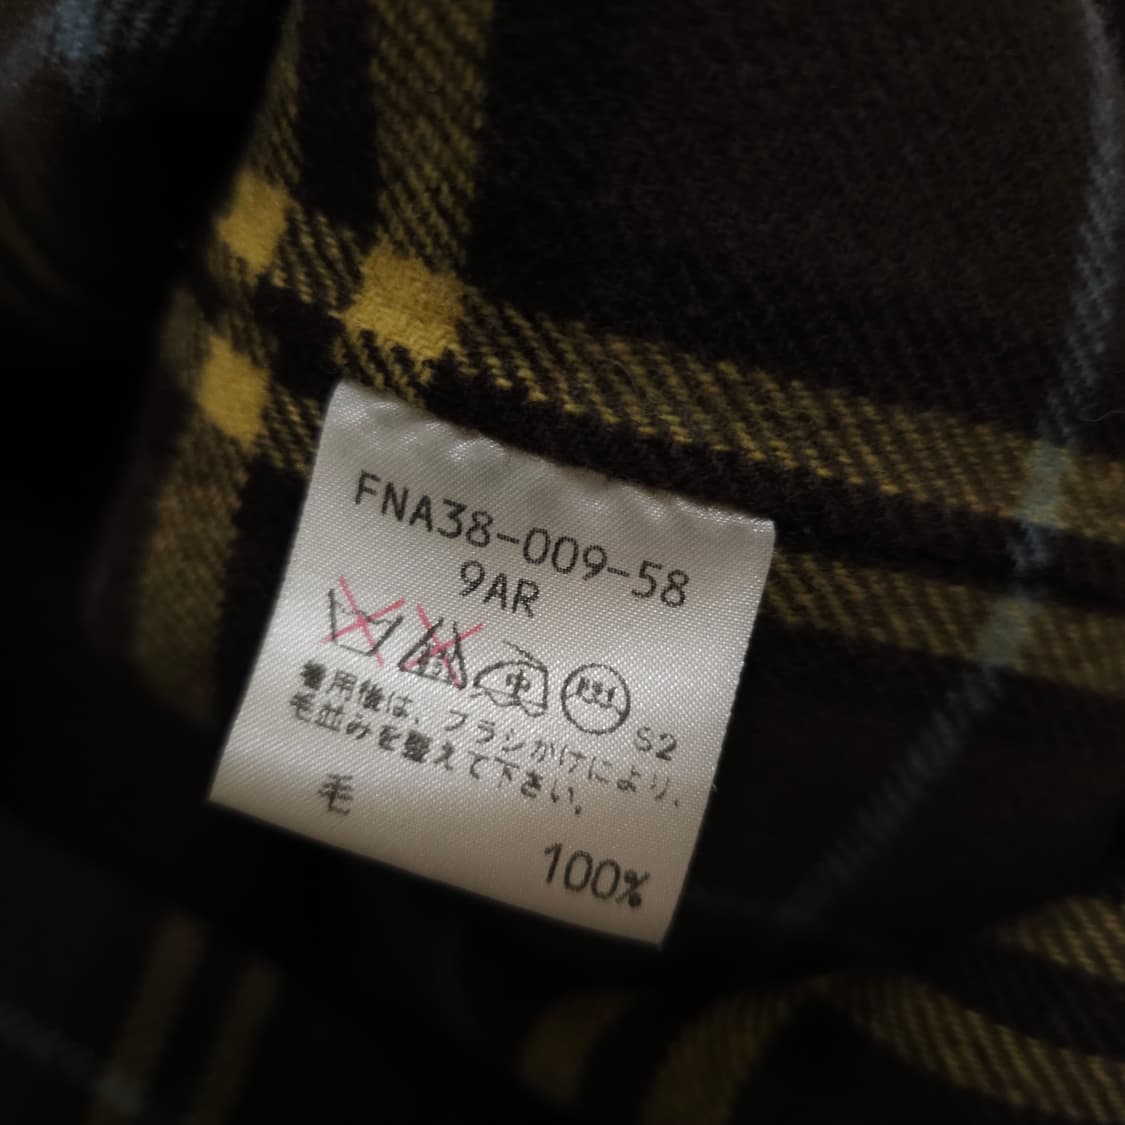 FNA38-009-58
9AR
中
S2
着用後は、ブラシかけにより、
毛並みを整えて下さい。
毛
100%